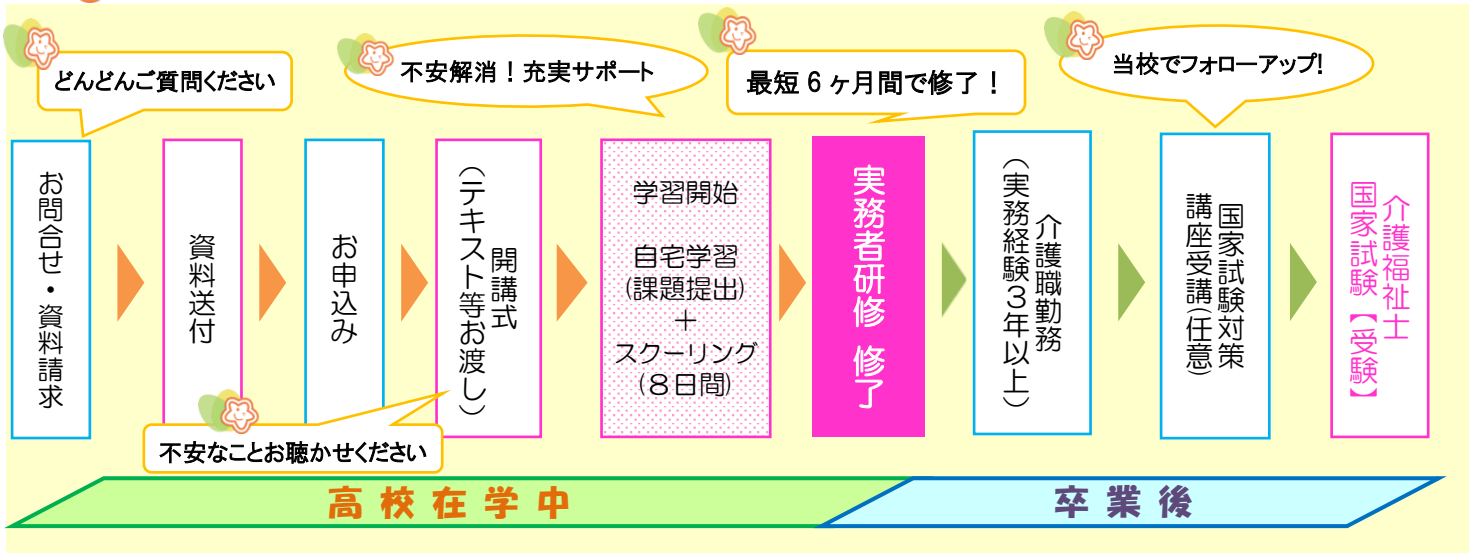 どんどんご質問ください
不安解消！充実サポート
最短６ヶ月間で修了！
当校でフォローアップ!
お問合せ・資料請求
資料送付
お申込み
開講式
（テキスト等お渡し）
学習開始
自宅学習
(課題提出)
＋
スクーリング
(８日間)
実務者研修 修了
介護職勤務
（実務経験３年以上）
国家試験対策
講座受講(任意)
介護福祉士
国家試験【受験】
不安なことお聴かせください
高校在学中
卒業後